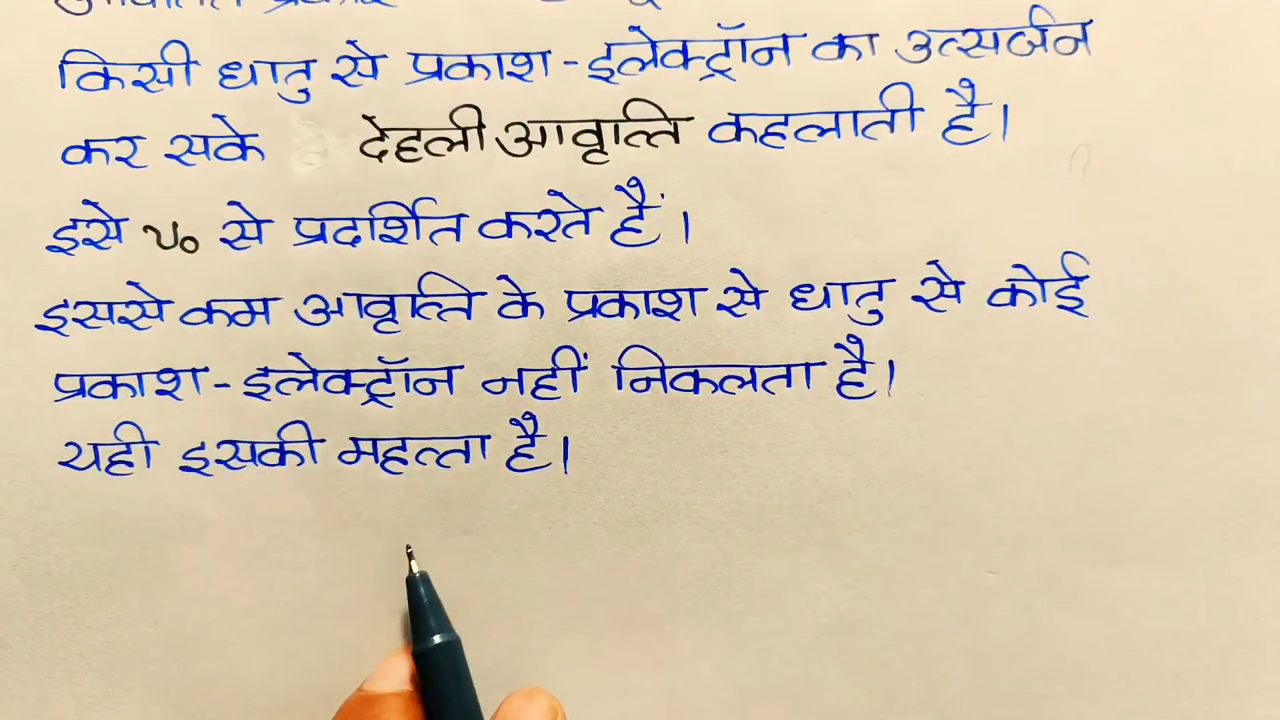 किसी धातु से प्रकाश-इलेक्ट्रॉन का उत्सर्जन
कर सके देहली आवृत्ति कहलाती है।
इसे ν₀ से प्रदर्शित करते हैं।
इससे कम आवृत्ति के प्रकाश से धातु से कोई
प्रकाश-इलेक्ट्रॉन नहीं निकलता है।
यही इसकी महत्ता है।